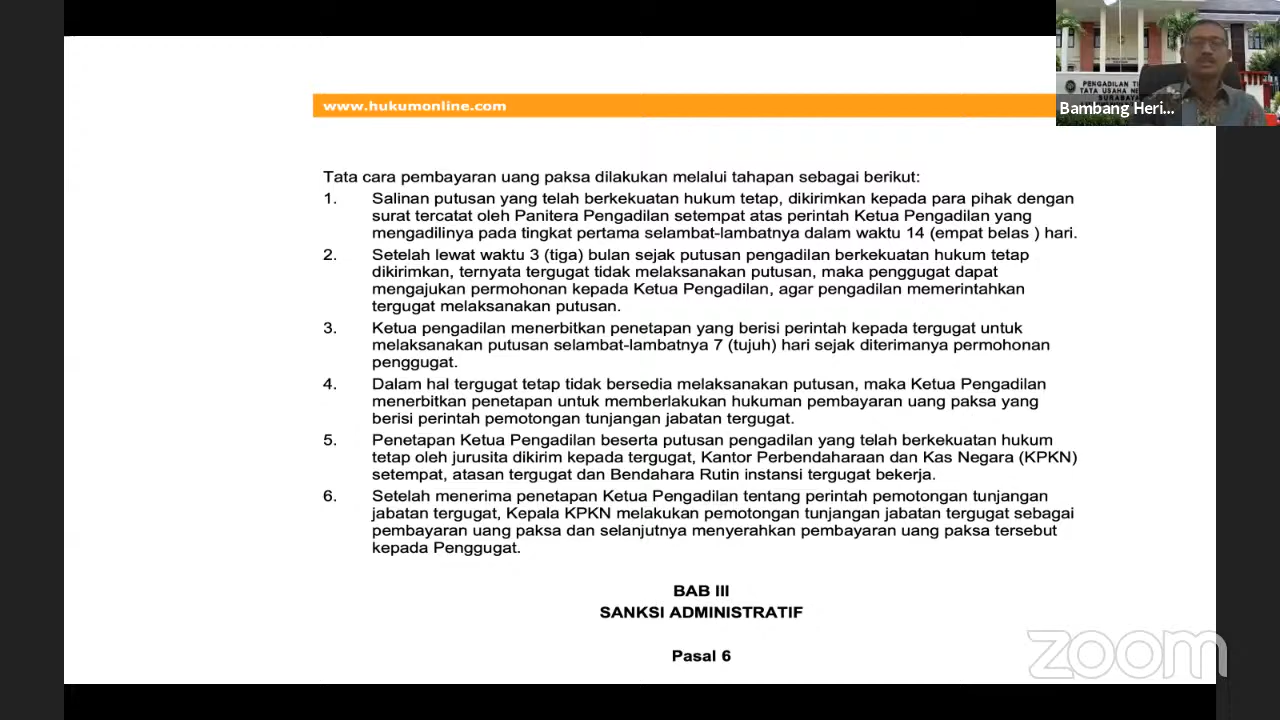 www.hukumonline.com
PENGADILAN
TATA USAHA
SURABAYA
Bambang Heri...
Tata cara pembayaran uang paksa dilakukan melalui tahapan sebagai berikut:
1. Salinan putusan yang telah berkekuatan hukum tetap, dikirimkan kepada para pihak dengan
surat tercatat oleh Panitera Pengadilan setempat atas perintah Ketua Pengadilan yang
mengadilinya pada tingkat pertama selambat-lambatnya dalam waktu 14 (empat belas ) hari.
2. Setelah lewat waktu 3 (tiga) bulan sejak putusan pengadilan berkekuatan hukum tetap
dikirimkan, ternyata tergugat tidak melaksanakan putusan, maka penggugat dapat
mengajukan permohonan kepada Ketua Pengadilan, agar pengadilan memerintahkan
tergugat melaksanakan putusan.
3. Ketua pengadilan menerbitkan penetapan yang berisi perintah kepada tergugat untuk
melaksanakan putusan selambat-lambatnya 7 (tujuh) hari sejak diterimanya permohonan
penggugat.
4. Dalam hal tergugat tetap tidak bersedia melaksanakan putusan, maka Ketua Pengadilan
menerbitkan penetapan untuk memberlakukan hukuman pembayaran uang paksa yang
berisi perintah pemotongan tunjangan jabatan tergugat.
5. Penetapan Ketua Pengadilan beserta putusan pengadilan yang telah berkekuatan hukum
tetap oleh jurusita dikirim kepada tergugat, Kantor Perbendaharaan dan Kas Negara (KPKN)
setempat, atasan tergugat dan Bendahara Rutin instansi tergugat bekerja.
6. Setelah menerima penetapan Ketua Pengadilan tentang perintah pemotongan tunjangan
jabatan tergugat, Kepala KPKN melakukan pemotongan tunjangan jabatan tergugat sebagai
pembayaran uang paksa dan selanjutnya menyerahkan pembayaran uang paksa tersebut
kepada Penggugat.
BAB III
SANKSI ADMINISTRATIF
Pasal 6
zoom